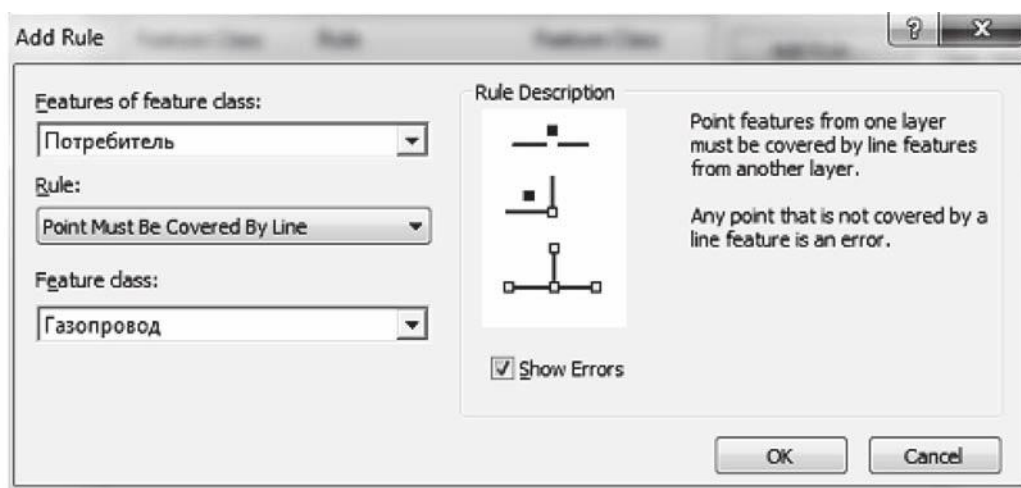 Add Rule
Features of feature class:
Потребитель
Rule:
Point Must Be Covered By Line
Feature class:
Газопровод
Rule Description
Point features from one layer
must be covered by line features
from another layer.
Any point that is not covered by a
line feature is an error.
Show Errors
OK
Cancel